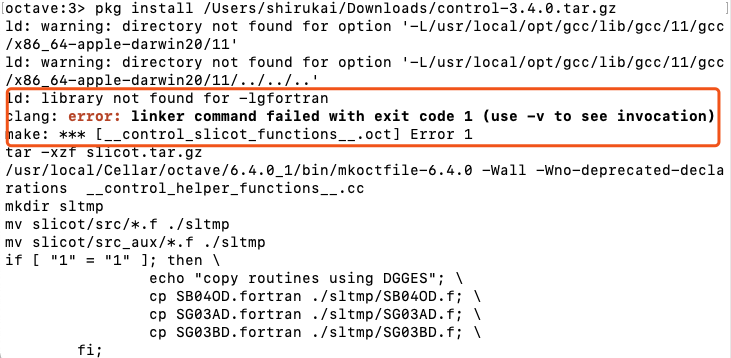 octave:3> pkg install /Users/shirukai/Downloads/control-3.4.0.tar.gz
ld: warning: directory not found for option '-L/usr/local/opt/gcc/lib/gcc/11/gcc
/x86_64-apple-darwin20/11'
ld: warning: directory not found for option '-L/usr/local/opt/gcc/lib/gcc/11/gcc
/x86_64-apple-darwin20/11/../../..'
ld: library not found for -lgfortran
clang: error: linker command failed with exit code 1 (use -v to see invocation)
make: *** [__control_slicot_functions__.oct] Error 1
tar -xzf slicot.tar.gz
/usr/local/Cellar/octave/6.4.0_1/bin/mkoctfile-6.4.0 -Wall -Wno-deprecated-decla
rations  __control_helper_functions__.cc
mkdir sltmp
mv slicot/src/*.f ./sltmp
mv slicot/src_aux/*.f ./sltmp
if [ "1" = "1" ]; then \
echo "copy routines using DGGES"; \
cp SB04OD.fortran ./sltmp/SB04OD.f; \
cp SG03AD.fortran ./sltmp/SG03AD.f; \
cp SG03BD.fortran ./sltmp/SG03BD.f; \
fi;